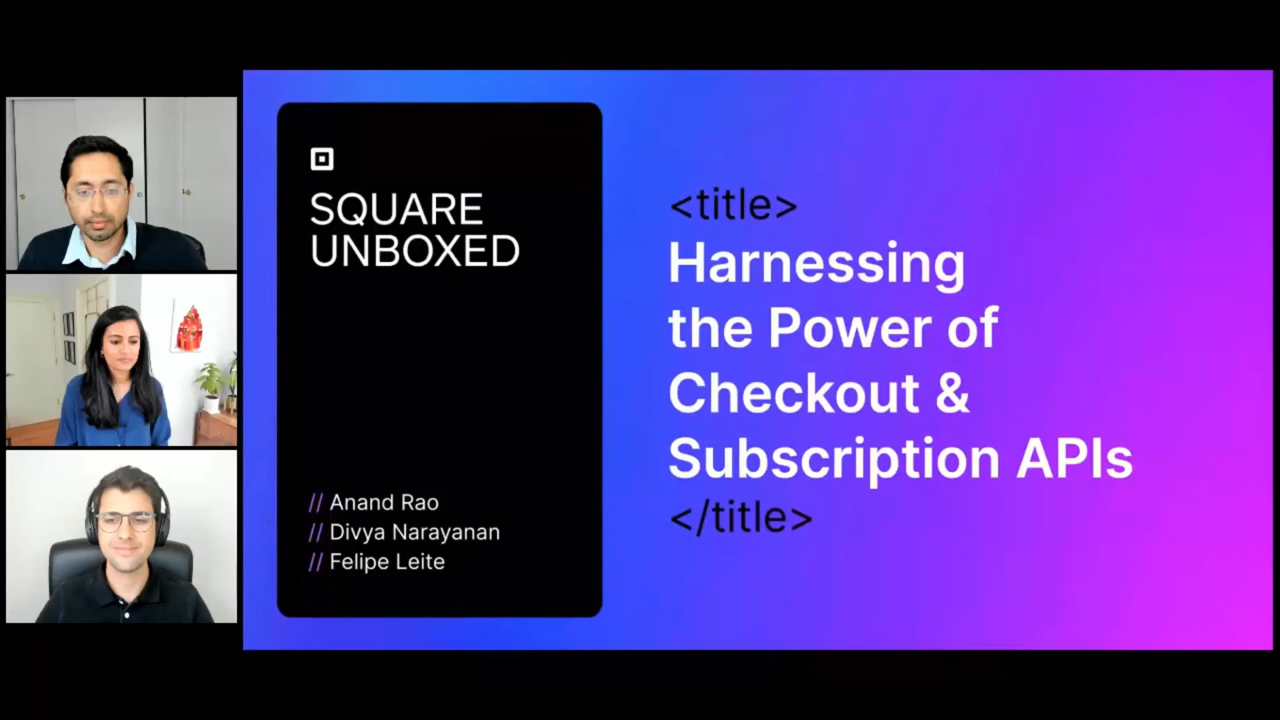 SQUARE
UNBOXED
// Anand Rao
// Divya Narayanan
// Felipe Leite
<title>
Harnessing
the Power of
Checkout &
Subscription APIs
</title>